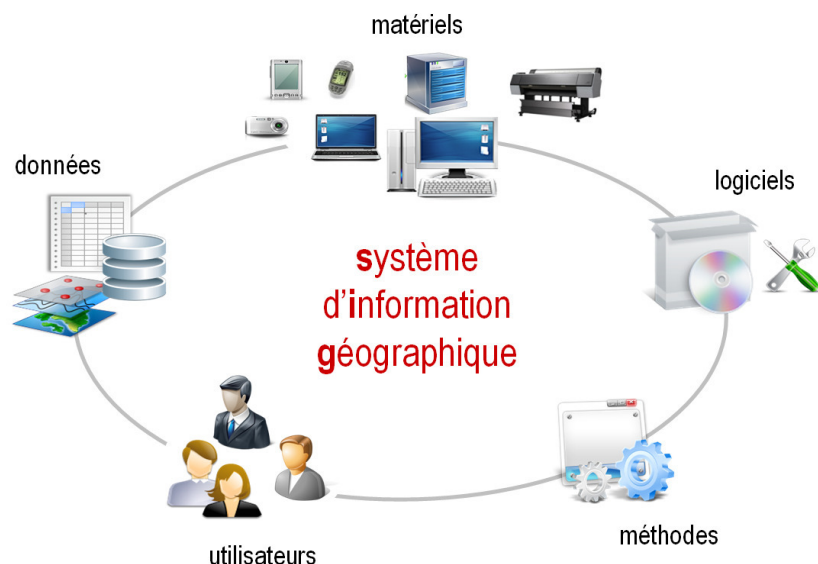 matériels
données
logiciels
système
d'information
géographique
méthodes
utilisateurs